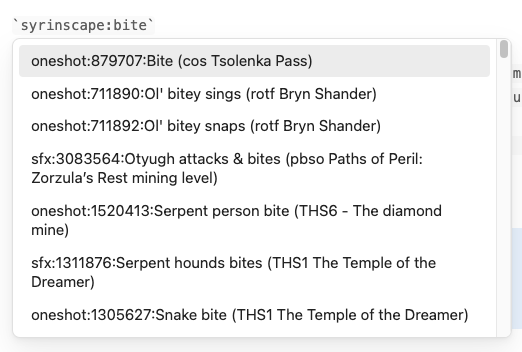 `syrinscape:bite`
oneshot:879707:Bite (cos Tsolenka Pass)
oneshot:711890:Ol' bitey sings (rotf Bryn Shander)
oneshot:711892:Ol' bitey snaps (rotf Bryn Shander)
sfx:3083564:Otyugh attacks & bites (pbso Paths of Peril:
Zorzula’s Rest mining level)
oneshot:1520413:Serpent person bite (THS6 - The diamond
mine)
sfx:1311876:Serpent hounds bites (THS1 The Temple of the
Dreamer)
oneshot:1305627:Snake bite (THS1 The Temple of the Dreamer)
m
u